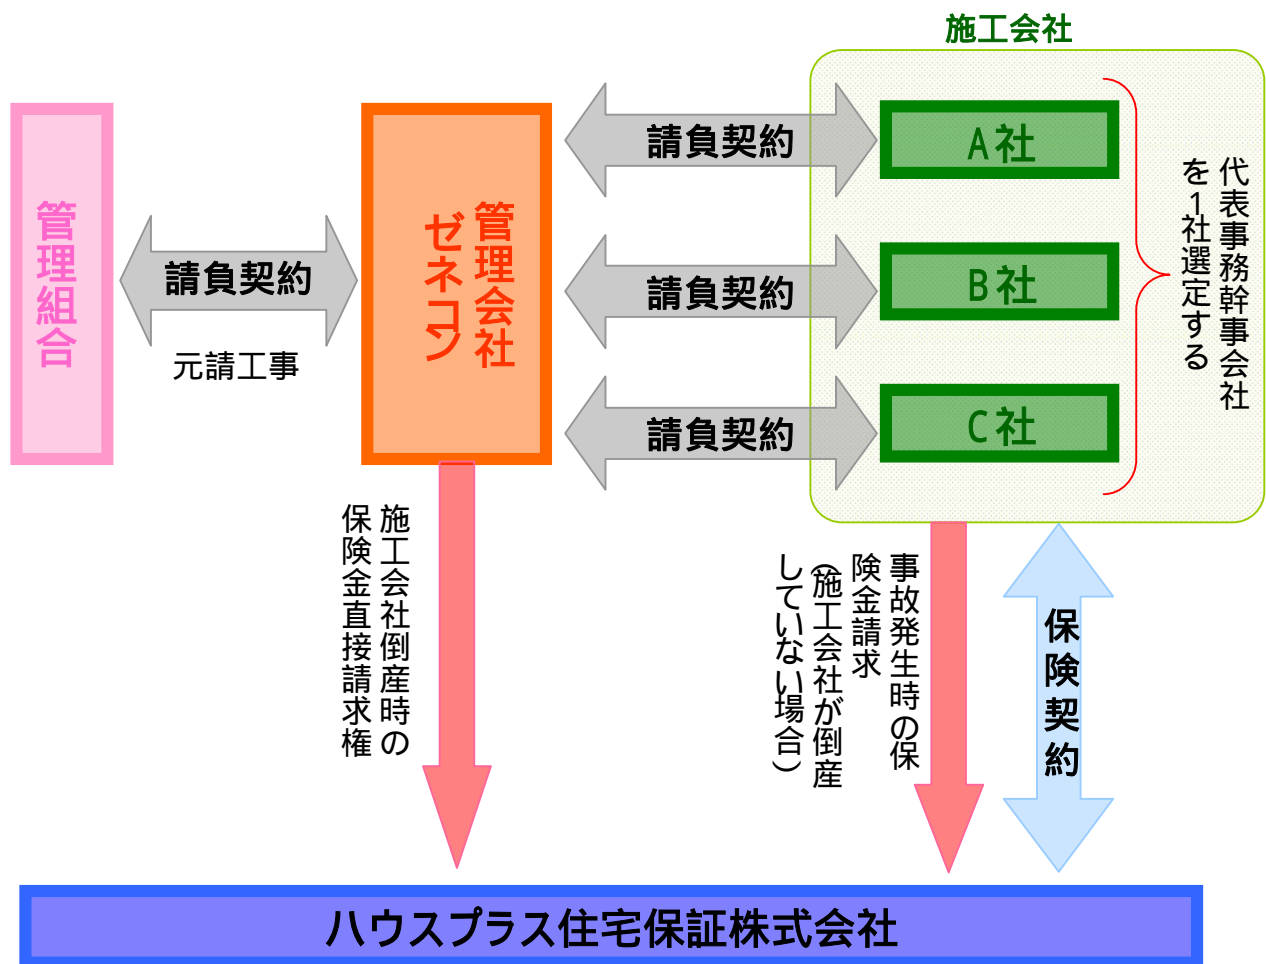 施工会社
管理組合
請負契約
元請工事
管理会社
ゼネコン
請負契約
請負契約
請負契約
A社
B社
C社
代表事務幹事会社
を1社選定する
施工会社倒産時の
保険金直接請求権
事故発生時の保
険金請求
（施工会社が倒産
していない場合）
保険契約
ハウスプラス住宅保証株式会社